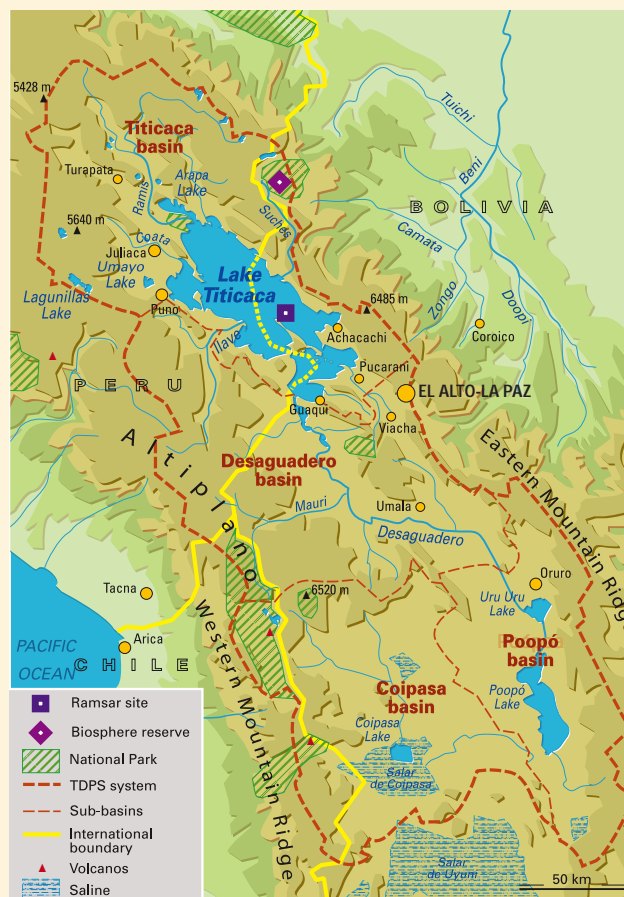 5428 m
Titicaca
basin
Tuichi
Beni
Turapata
Ramis
Arapa
Lake
Suches
BOLIVIA
5640 m
Coata
Camata
Juliaca
Umayo
Lake
Lake
Titicaca
Lagunillas
Lake
Puno
Ilave
6485 m
Zongo
Doopi
Achacachi
Coroico
PERU
Pucarani
EL ALTO-LA PAZ
Guaqui
Viacha
Altiplano
Desaguadero
basin
Eastern Mountain Ridge
Mauri
Umala
Desaguadero
Tacna
6520 m
Oruro
Uru Uru
Lake
Western Mountain Ridge
Arica
PACIFIC
OCEAN
CHILE
Poopó
basin
Coipasa
basin
Poopó
Lake
Coipasa
Lake
Salar
de Coipasa
Salar
de Uyuni
50 km
Ramsar site
Biosphere reserve
National Park
TDPS system
Sub-basins
International
boundary
Volcanos
Saline